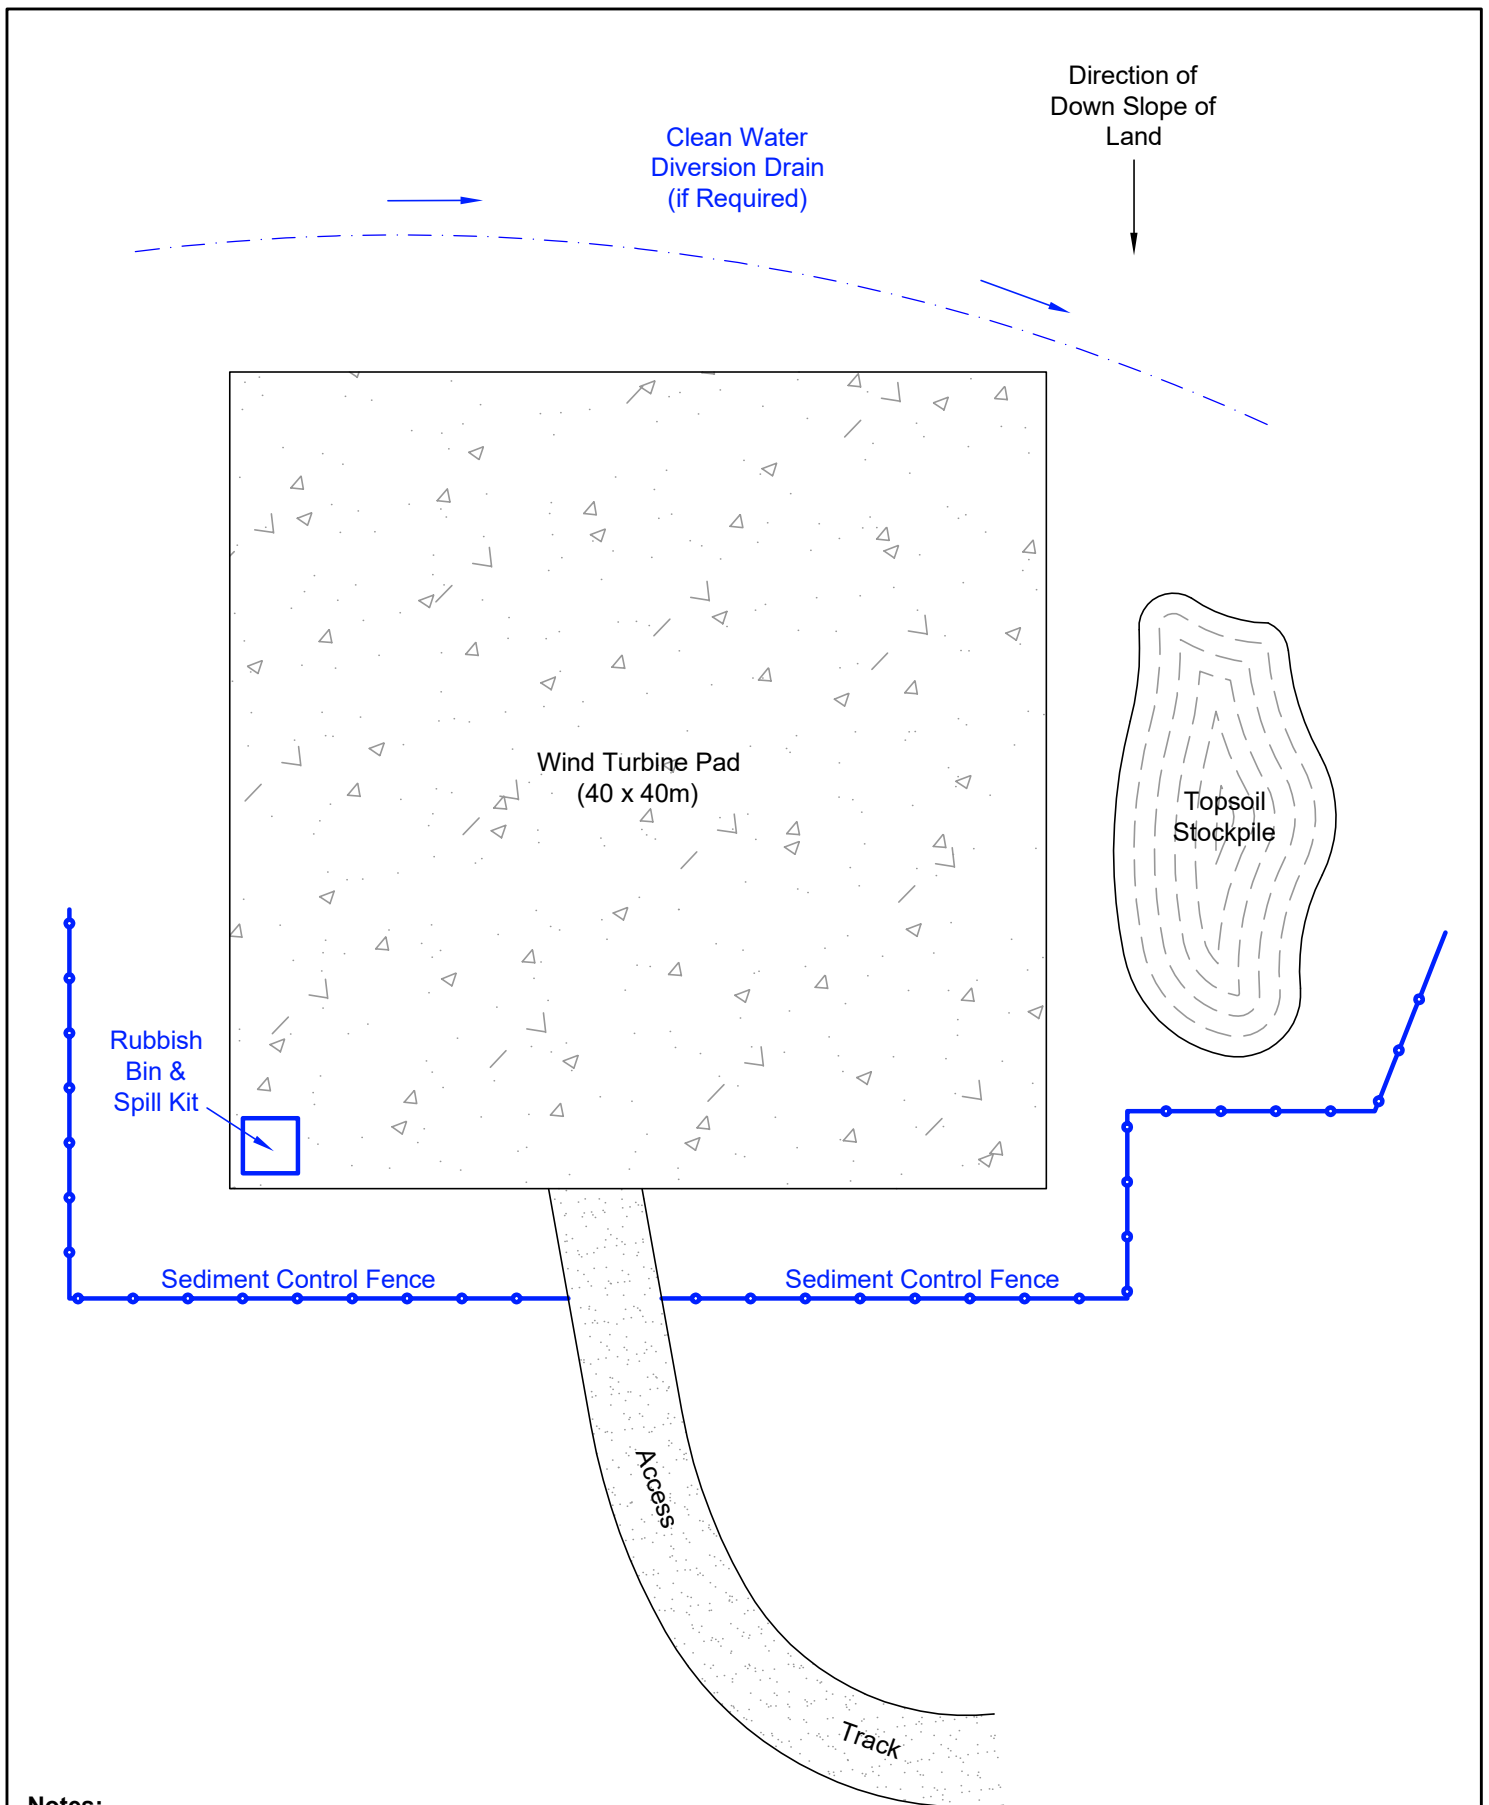 Direction of
Down Slope of
Land
Clean Water
Diversion Drain
(if Required)
Wind Turbine Pad
(40 x 40m)
Topsoil
Stockpile
Rubbish
Bin &
Spill Kit
Sediment Control Fence
Sediment Control Fence
Access
Track
Notes: